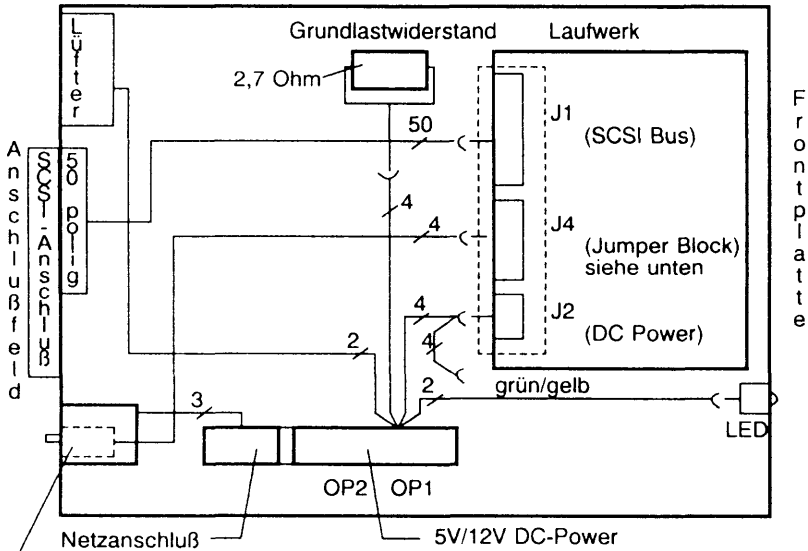 Grundlastwiderstand
Laufwerk
Lüfter
2,7 Ohm
50
J1
(SCSI Bus)
Frontplatte
Anschlußfeld
SCSI-Anschluß
50 polig
4
4
J4
(Jumper Block)
siehe unten
4
J2
(DC Power)
4
2
grün/gelb
2
3
LED
OP2 OP1
Netzanschluß
5V/12V DC-Power